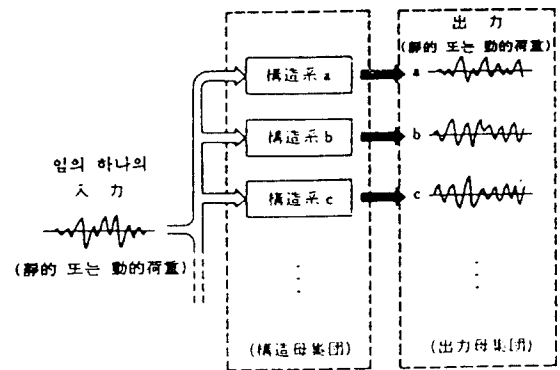 임의 하나의
入力
(靜的 또는 動的荷重)
構造系 a
構造系 b
構造系 c
(構造母集団)
出力
(靜的 또는 動的荷重)
a
b
c
(出力母集団)